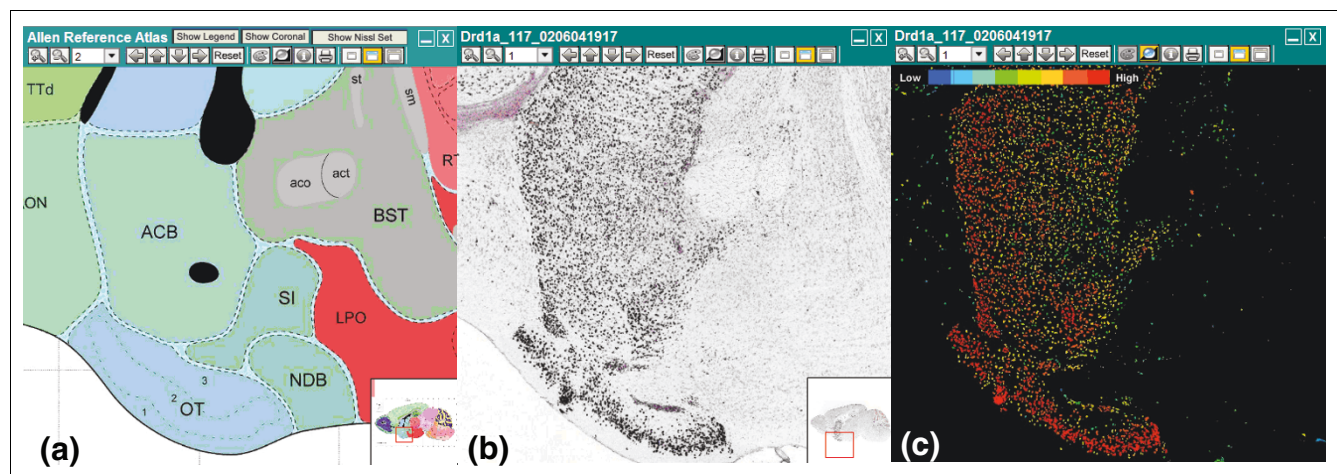 Allen Reference Atlas Show Legend Show Coronal Show Nissl Set X
2 Reset
TTd
st
sm
RT
aco act
ON
ACB
BST
SI
LPO
NDB
3
2
1
OT
(a)
Drd1a_117_0206041917 X
1 Reset
(b)
Drd1a_117_0206041917 X
1 Reset
Low High
(c)